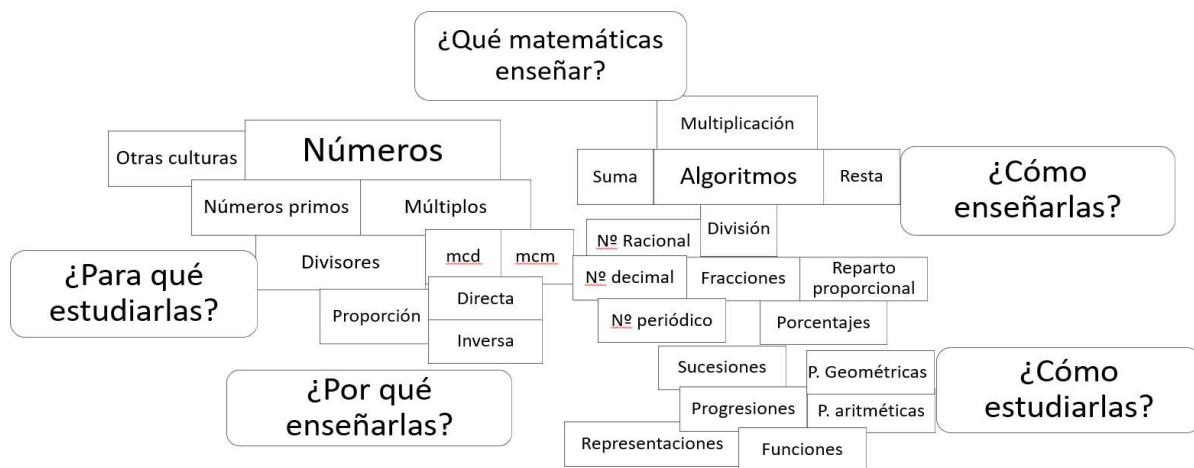 ¿Qué matemáticas
enseñar?
Multiplicación
Otras culturas
Números
Suma
Algoritmos
Resta
¿Cómo
enseñarlas?
Números primos
Múltiplos
División
Nº Racional
¿Para qué
estudiarlas?
Divisores
mcd
mcm
Nº decimal
Fracciones
Reparto
proporcional
Proporción
Directa
Inversa
Nº periódico
Porcentajes
¿Por qué
enseñarlas?
Sucesiones
P. Geométricas
¿Cómo
estudiarlas?
Progresiones
P. aritméticas
Representaciones
Funciones